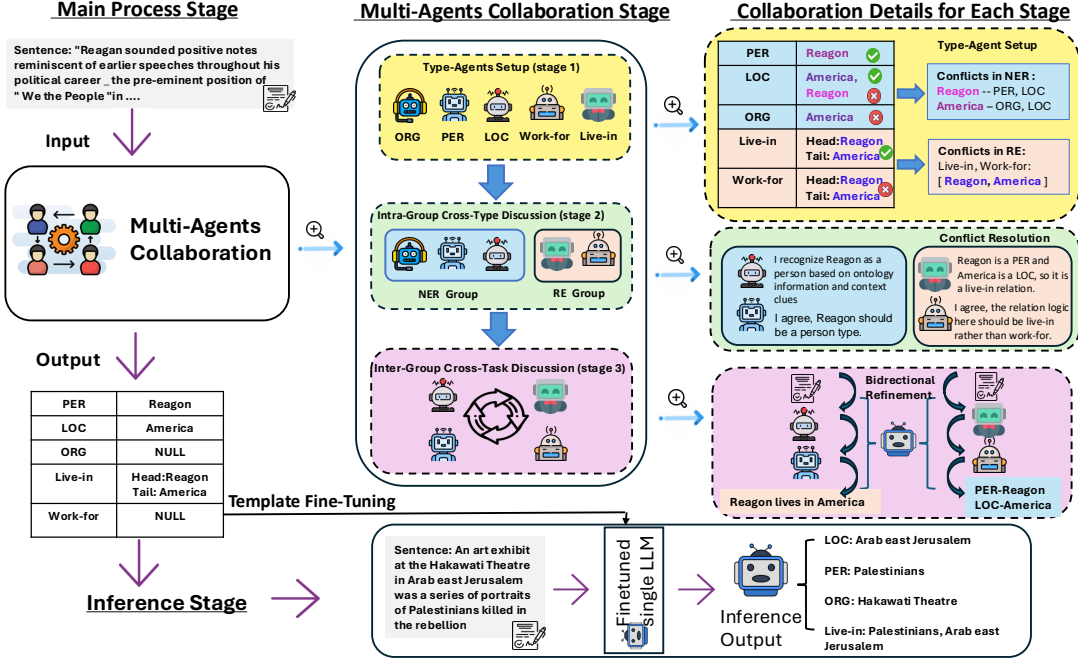 Main Process Stage
Sentence: "Reagan sounded positive notes
reminiscent of earlier speeches throughout his
political career _ the pre-eminent position of
" We the People "in ....
Input
Multi-Agents
Collaboration
Output
PER Reagon
LOC America
ORG NULL
Live-in Head:Reagon
Tail: America
Work-for NULL
Template Fine-Tuning
Inference Stage
Multi-Agents Collaboration Stage
Type-Agents Setup (stage 1)
ORG PER LOC Work-for Live-in
Intra-Group Cross-Type Discussion (stage 2)
NER Group RE Group
Inter-Group Cross-Task Discussion (stage 3)
Collaboration Details for Each Stage
PER Reagon
LOC America,
Reagon
ORG America
Live-in Head:Reagon
Tail: America
Work-for Head:Reagon
Tail: America
Type-Agent Setup
Conflicts in NER :
Reagon -- PER, LOC
America – ORG, LOC
Conflicts in RE:
Live-in, Work-for:
[ Reagon, America ]
Conflict Resolution
I recognize Reagon as a
person based on ontology
information and context
clues
I agree, Reagon should
be a person type.
Reagon is a PER and
America is a LOC, so it is
a live-in relation.
I agree, the relation logic
here should be live-in
rather than work-for.
Bidrectional
Refinement
Reagon lives in America
PER-Reagon
LOC-America
Sentence: An art exhibit
at the Hakawati Theatre
in Arab east Jerusalem
was a series of portraits
of Palestinians killed in
the rebellion
Finetuned
single LLM
Inference
Output
LOC: Arab east Jerusalem
PER: Palestinians
ORG: Hakawati Theatre
Live-in: Palestinians, Arab east
Jerusalem